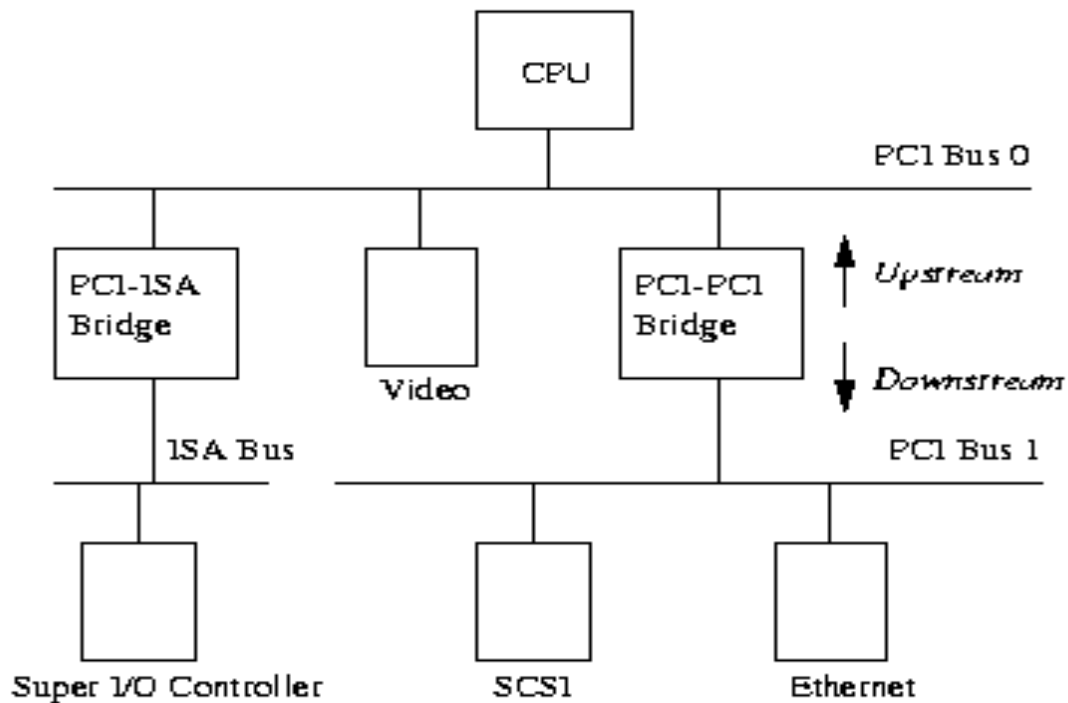 CPU
PCI Bus 0
PCI-ISA
Bridge
Video
PCI-PCI
Bridge
Upstream
Downstream
ISA Bus
PCI Bus 1
Super I/O Controller
SCSI
Ethernet